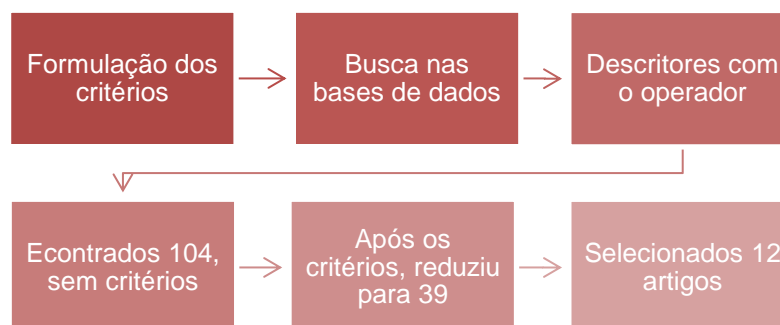 Formulação dos
critérios
Busca nas
bases de dados
Descritores com
o operador
Econtrados 104,
sem critérios
Após os
critérios, reduziu
para 39
Selecionados 12
artigos